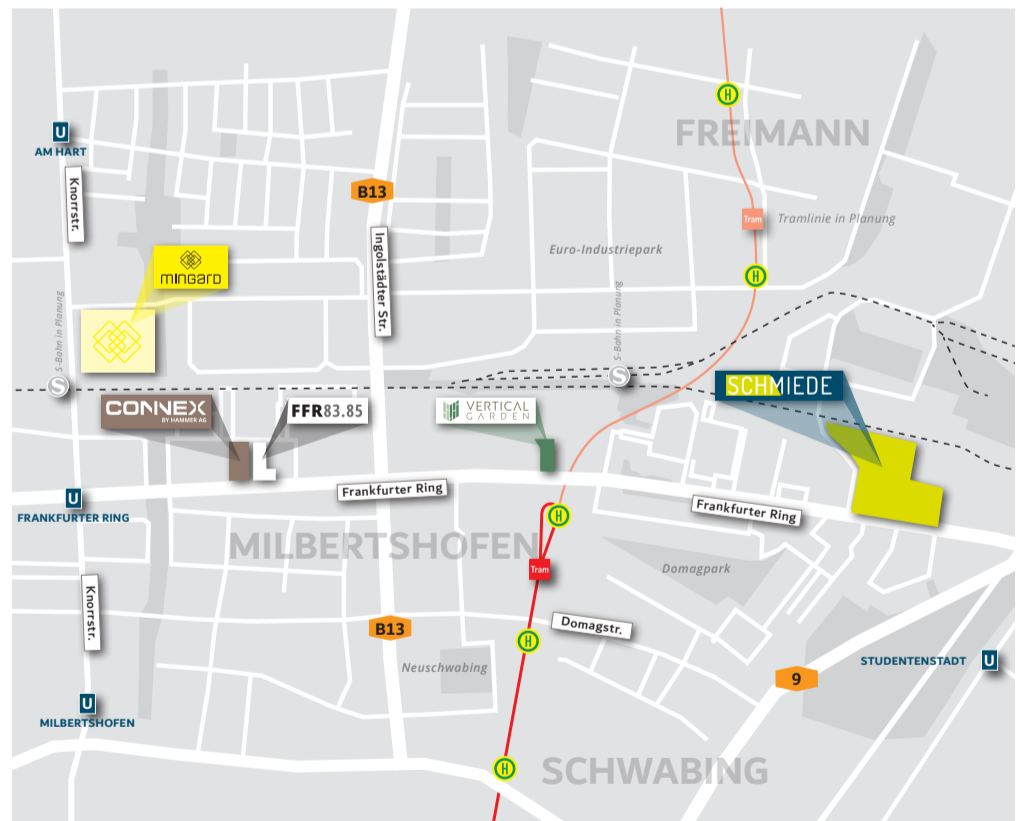 H
FREIMANN
U
AM HART
Knorrstr.
B13
Tram
Tramlinie in Planung
Ingolstädter Str.
Euro-Industriepark
MINGARD
H
S-Bahn in Planung
S
S-Bahn in Planung
S
SCHMIEDE
CONNEX
BY HAMMER AG
FFR83.85
VERTICAL
GARDEN
U
FRANKFURTER RING
Frankfurter Ring
Frankfurter Ring
H
MILBERTSHOFEN
Tram
Domagpark
Knorrstr.
B13
H
Domagstr.
Neuschwabing
9
STUDENTENSTADT
U
U
MILBERTSHOFEN
H
SCHWABING